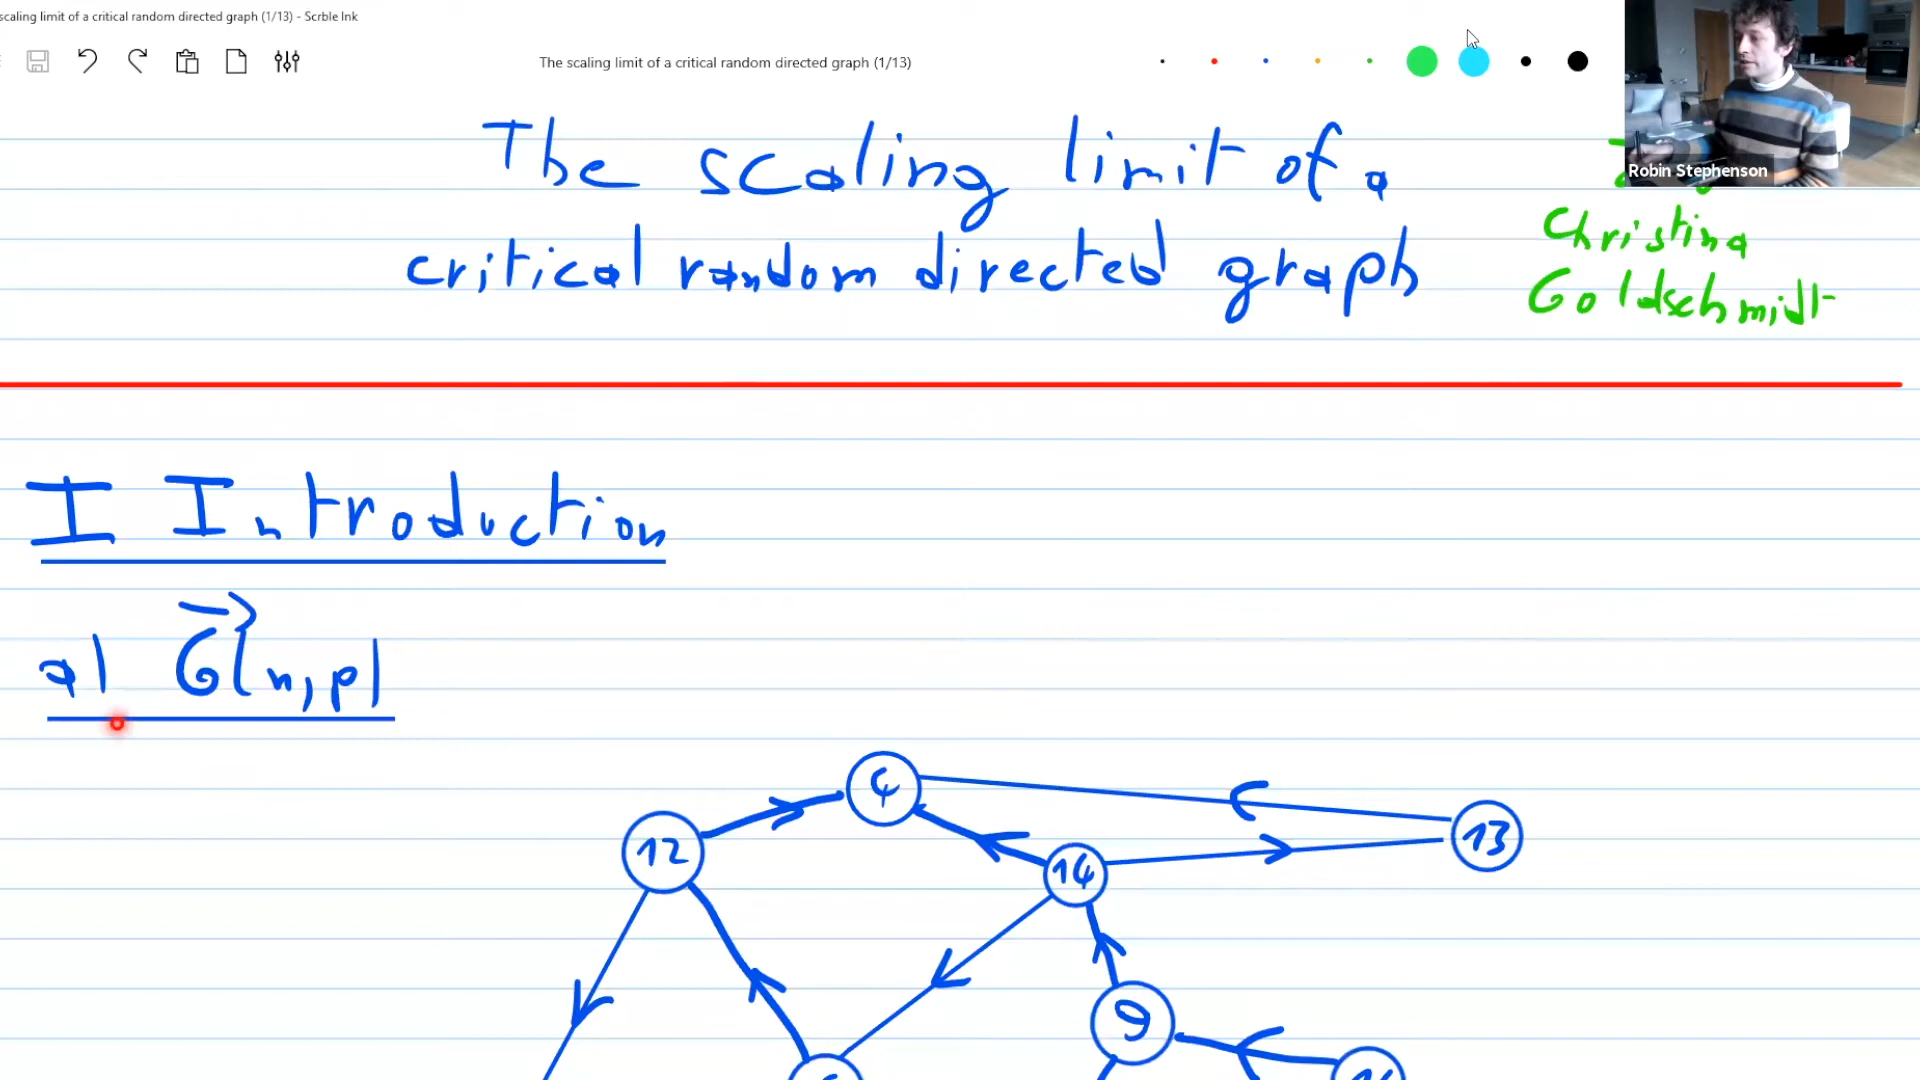 scaling limit of a critical random directed graph (1/13) - Scrble Ink
The scaling limit of a critical random directed graph (1/13)
Robin Stephenson
The scaling limit of a
critical random directed graph
Christina
Goldschmidt
I Introduction
a) G(n,p)
4
12
13
14
9